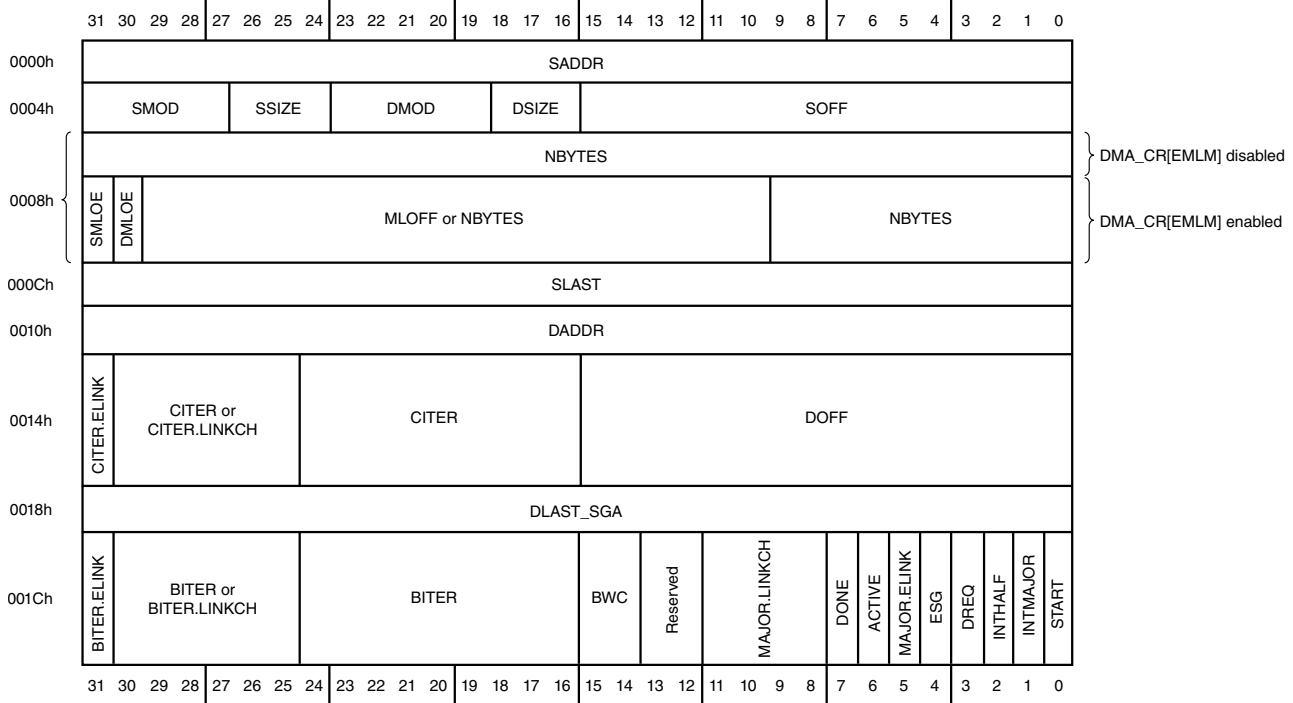 31 30 29 28 27 26 25 24 23 22 21 20 19 18 17 16 15 14 13 12 11 10 9 8 7 6 5 4 3 2 1 0
0000h SADDR
0004h SMOD SSIZE DMOD DSIZE SOFF
NBYTES DMA_CR[EMLM] disabled
0008h SMLOE DMLOE MLOFF or NBYTES NBYTES DMA_CR[EMLM] enabled
000Ch SLAST
0010h DADDR
0014h CITER.ELINK CITER or
CITER.LINKCH CITER DOFF
0018h DLAST_SGA
001Ch BITER.ELINK BITER or
BITER.LINKCH BITER BWC Reserved MAJOR.LINKCH DONE ACTIVE MAJOR.ELINK ESG DREQ INTHALF INTMAJOR START
31 30 29 28 27 26 25 24 23 22 21 20 19 18 17 16 15 14 13 12 11 10 9 8 7 6 5 4 3 2 1 0